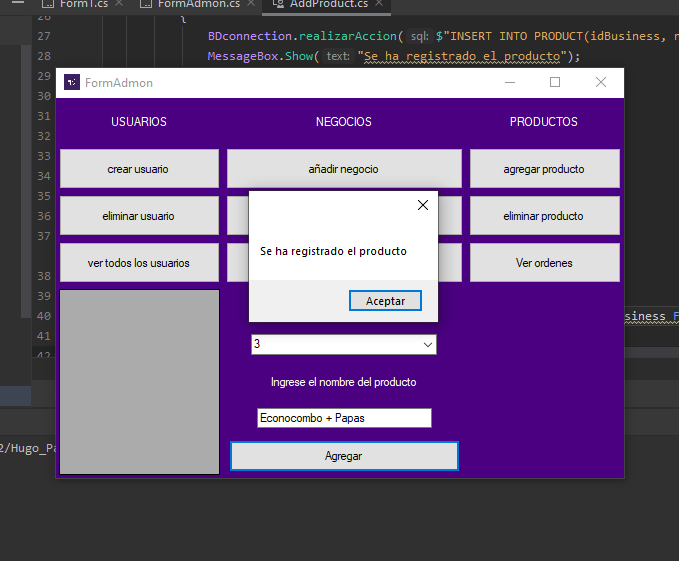 Form1.cs
FormAdmon.cs
AddProduct.cs
26 {
27 BDconnection.realizarAccion( sql: $"INSERT INTO PRODUCT(idBusiness, n
28 MessageBox.Show( text: "Se ha registrado el producto");
29
30
31
32
33
34
35
36
37
38
39
40 siness F
41
42
FormAdmon
USUARIOS NEGOCIOS PRODUCTOS
crear usuario añadir negocio agregar producto
eliminar usuario eliminar producto
ver todos los usuarios Ver ordenes
Se ha registrado el producto
Aceptar
3
Ingrese el nombre del producto
Econocombo + Papas
Agregar
2/Hugo_Pa